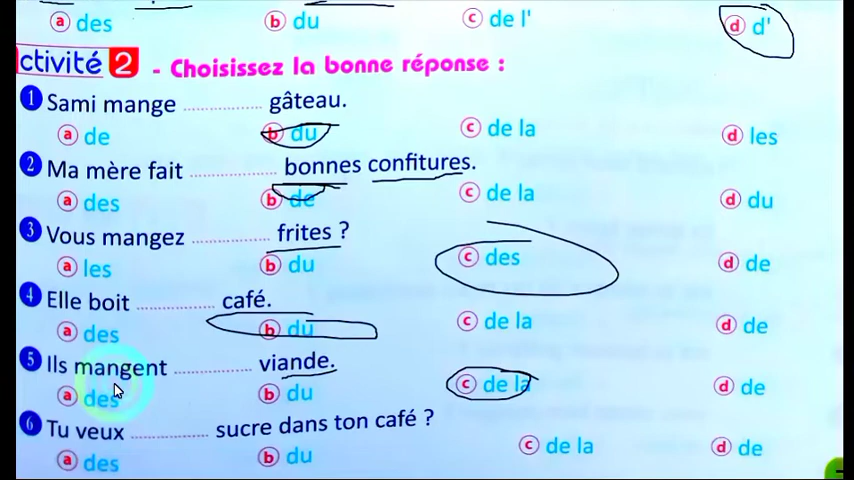 a des b du c de l' d d'
ctivité 2 - Choisissez la bonne réponse :
1 Sami mange .............. gâteau.
a de b du c de la d les
2 Ma mère fait .............. bonnes confitures.
a des b de c de la d du
3 Vous mangez .............. frites ?
a les b du c des d de
4 Elle boit .............. café.
a des b du c de la d de
5 Ils mangent .............. viande.
a des b du c de la d de
6 Tu veux .............. sucre dans ton café ?
a des b du c de la d de